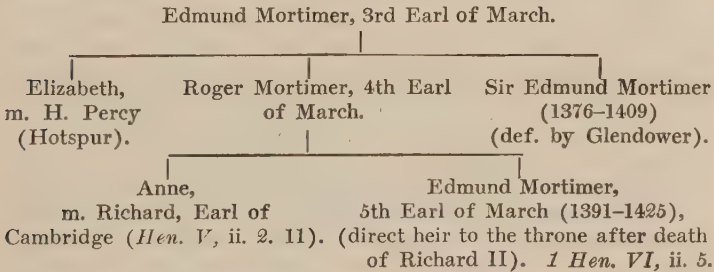 Edmund Mortimer, 3rd Earl of March.
Elizabeth,
m. H. Percy
(Hotspur).
Roger Mortimer, 4th Earl
of March.
Sir Edmund Mortimer
(1376–1409)
(def. by Glendower).
Anne,
m. Richard, Earl of
Cambridge (Hen. V, ii. 2. 11).
Edmund Mortimer,
5th Earl of March (1391–1425),
(direct heir to the throne after death
of Richard II). 1 Hen. VI, ii. 5.